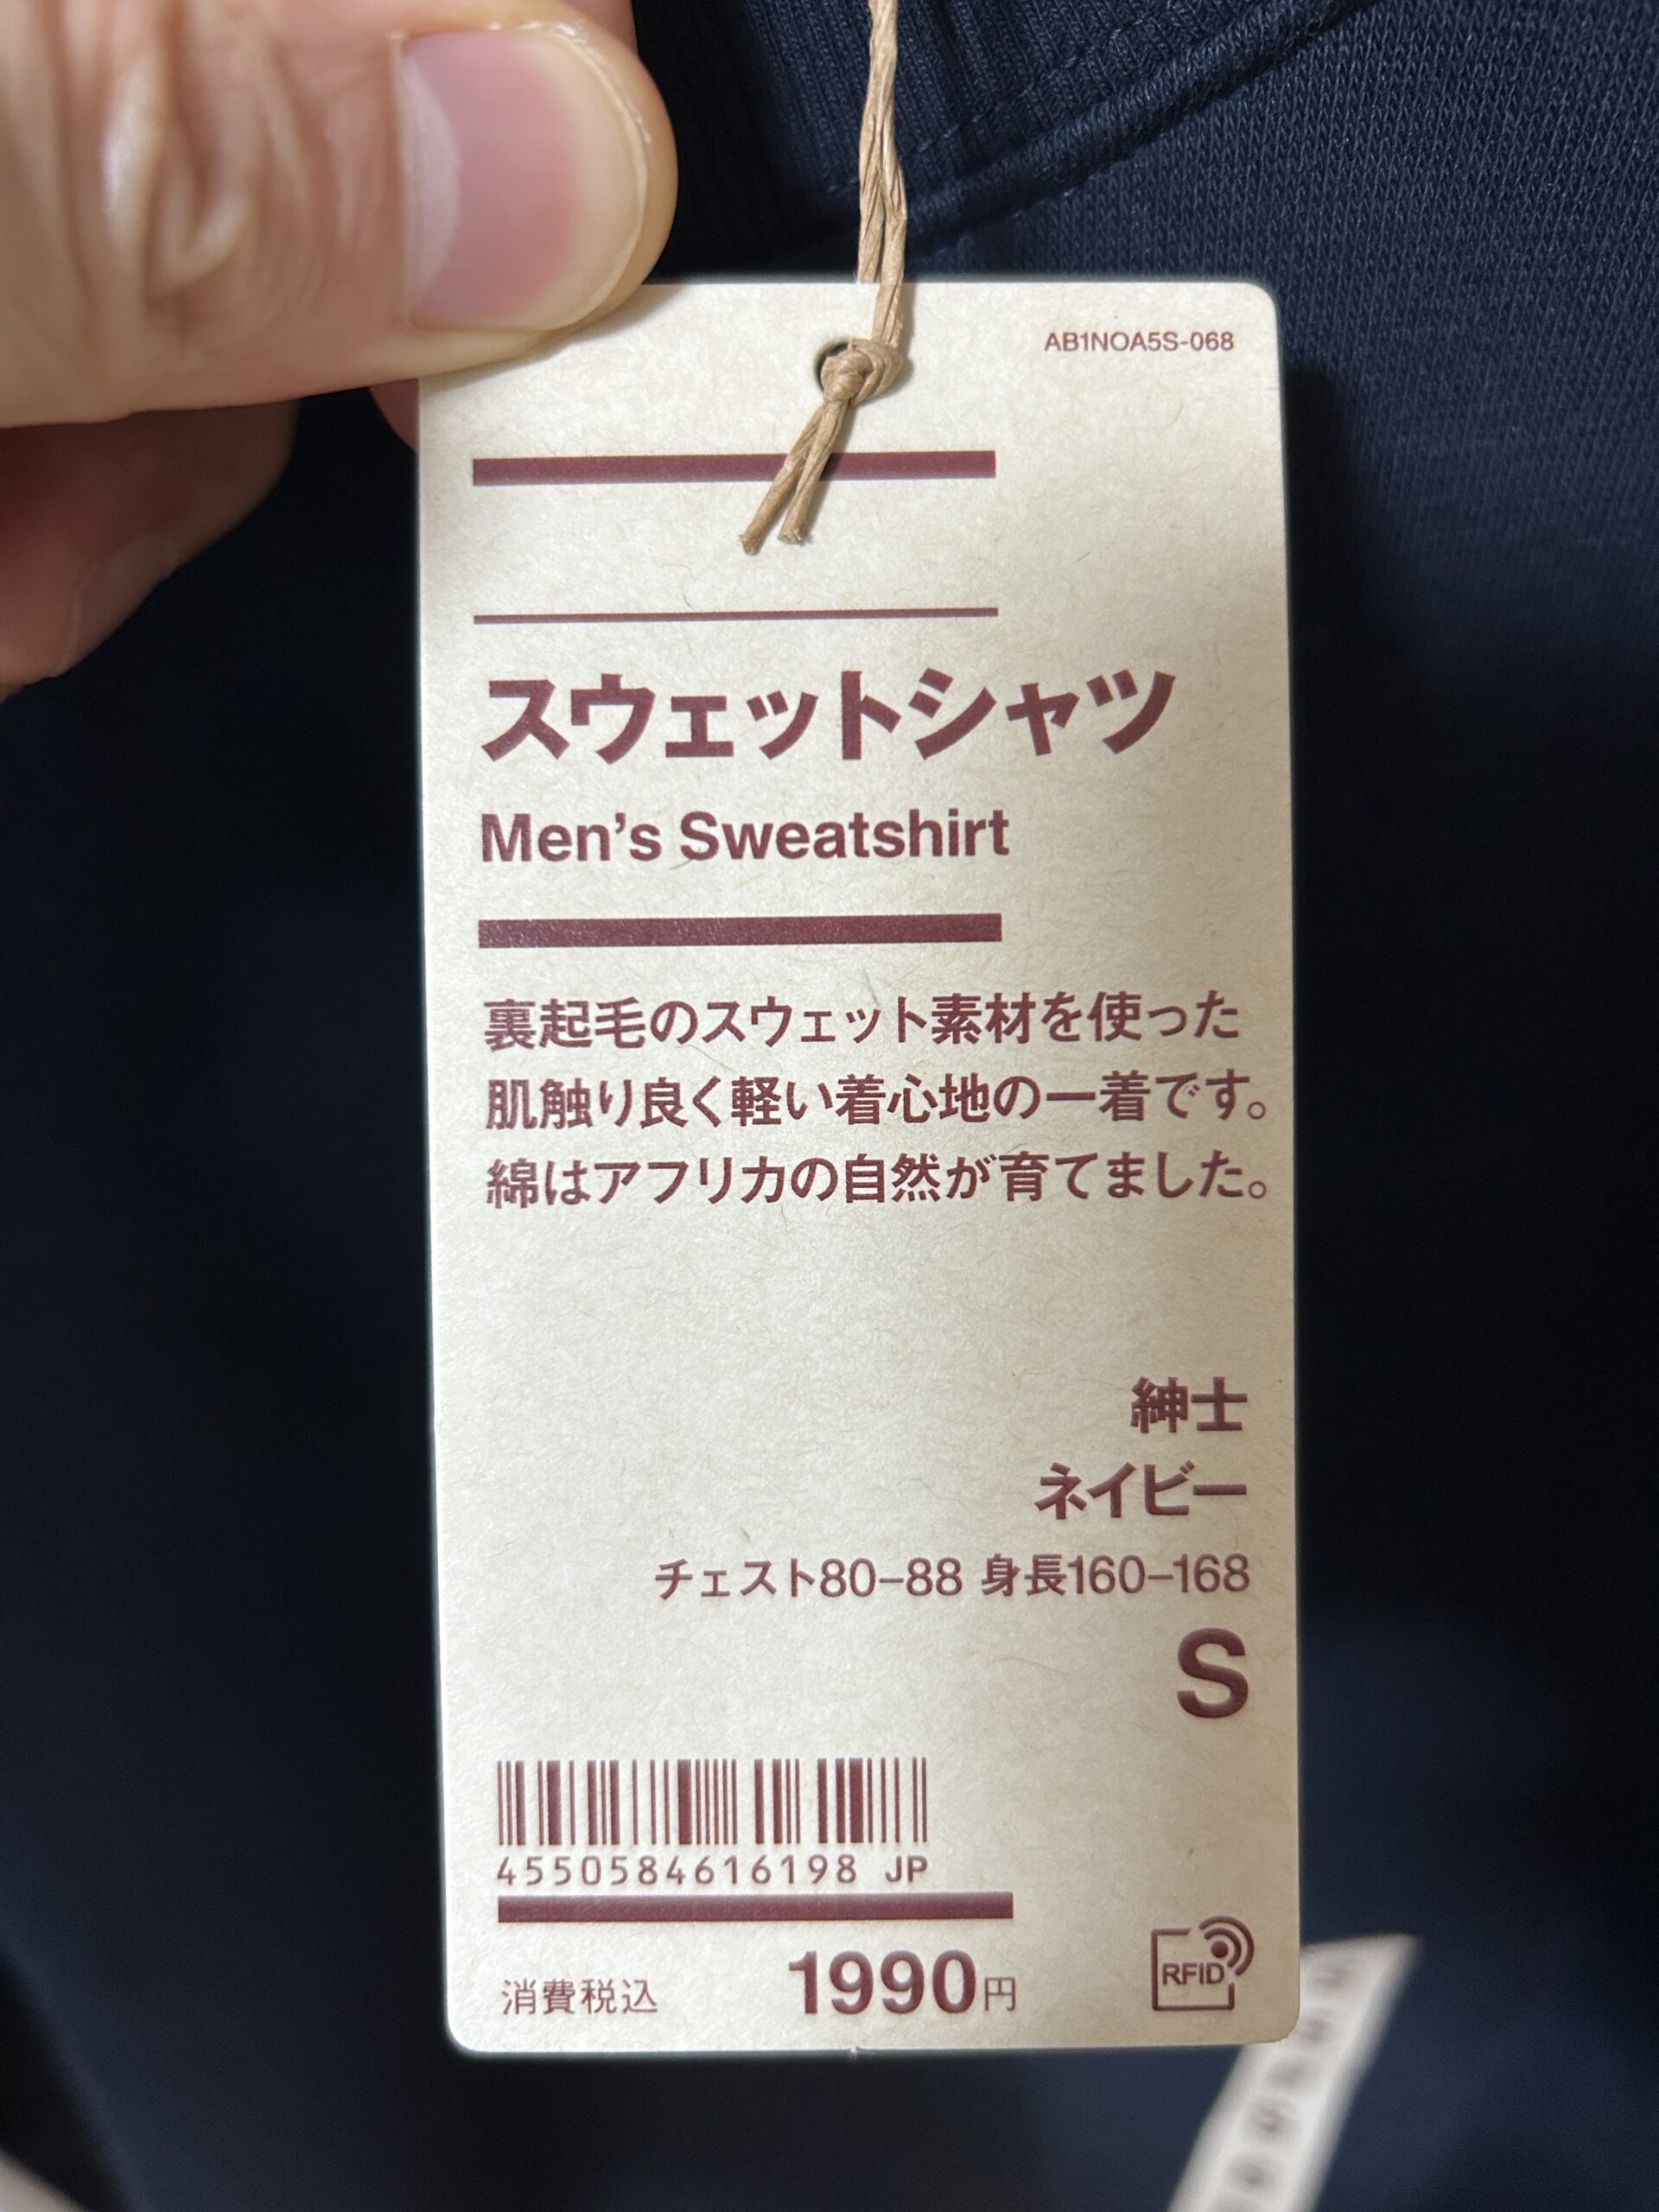 AB1NOA5S-068
スウェットシャツ
Men's Sweatshirt
裏起毛のスウェット素材を使った
肌触り良く軽い着心地の一着です。
綿はアフリカの自然が育てました。
紳士
ネイビー
チェスト80–88 身長160–168
S
4550584616198 JP
消費税込 1990円
RFID